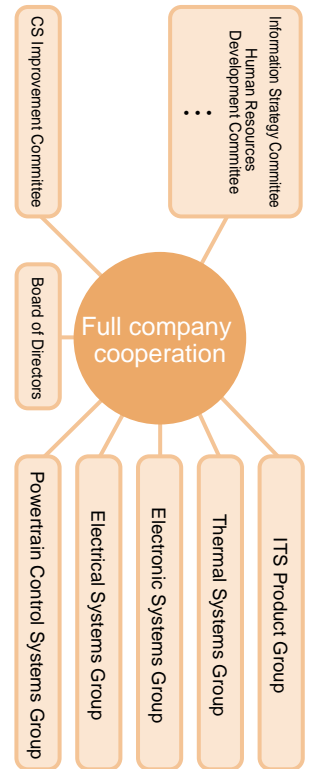 CS Improvement Committee
Information Strategy Committee
Human Resources
Development Committee
⋮
Full company
cooperation
Board of Directors
Powertrain Control Systems Group
Electrical Systems Group
Electronic Systems Group
Thermal Systems Group
ITS Product Group